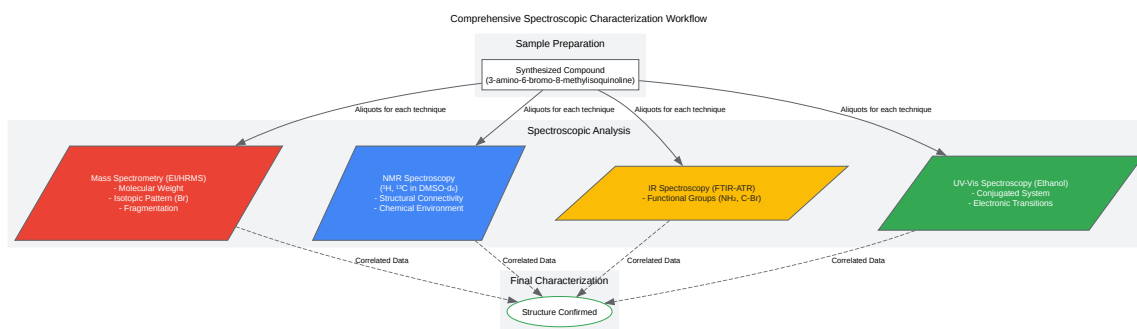 Comprehensive Spectroscopic Characterization Workflow
Sample Preparation
Synthesized Compound
(3-amino-6-bromo-8-methylisoquinoline)
Aliquots for each technique
Aliquots for each technique
Aliquots for each technique
Aliquots for each technique
Spectroscopic Analysis
Mass Spectrometry (EI/HRMS)
- Molecular Weight
- Isotopic Pattern (Br)
- Fragmentation
NMR Spectroscopy
(¹H, ¹³C in DMSO-d₆)
- Structural Connectivity
- Chemical Environment
IR Spectroscopy (FTIR-ATR)
- Functional Groups (NH₂, C-Br)
UV-Vis Spectroscopy (Ethanol)
- Conjugated System
- Electronic Transitions
Correlated Data
Correlated Data
Correlated Data
Correlated Data
Final Characterization
Structure Confirmed